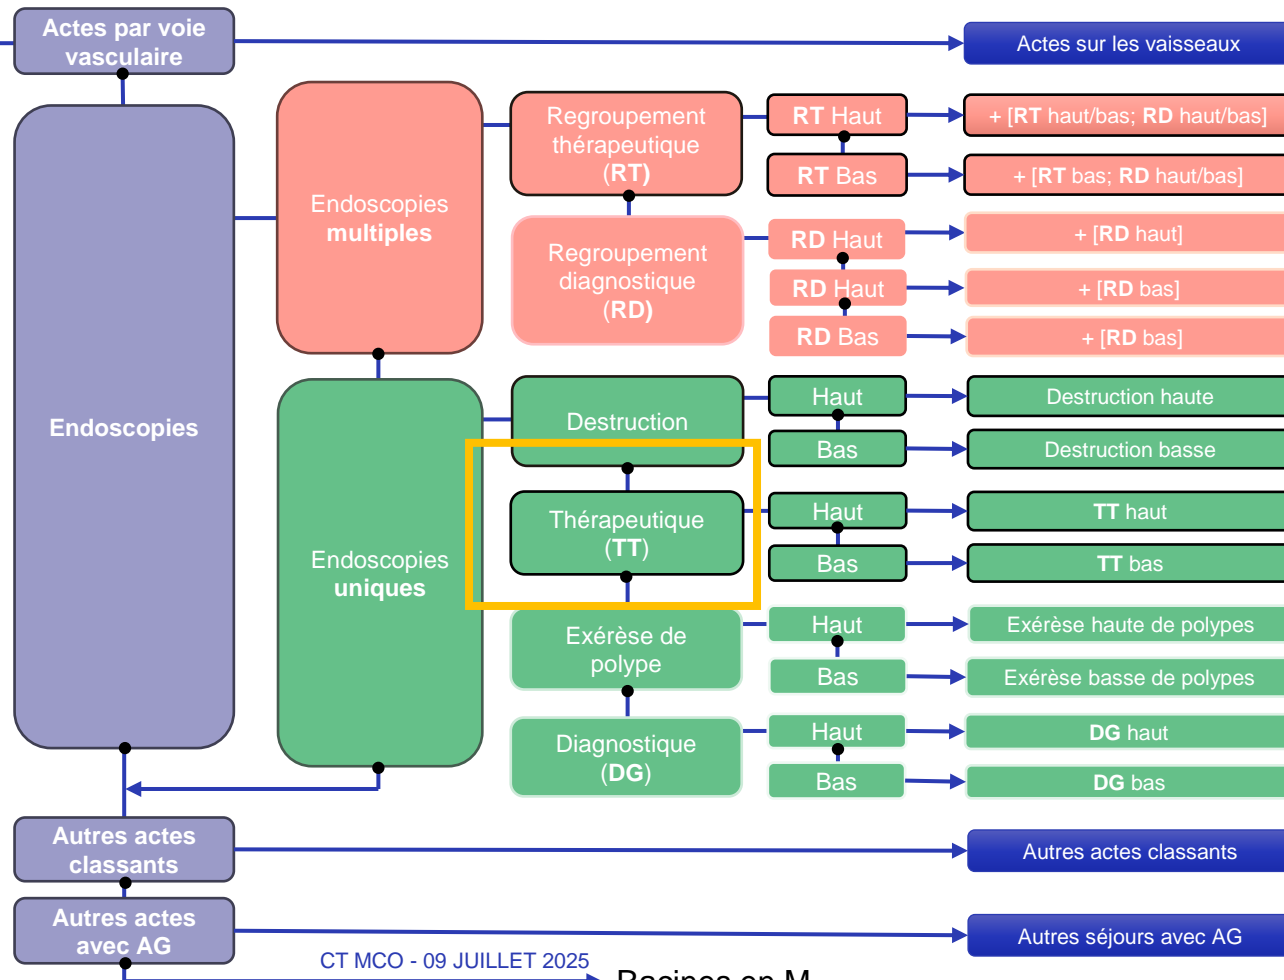 Actes par voie
vasculaire
Actes sur les vaisseaux
Endoscopies
Endoscopies
multiples
Regroupement
thérapeutique
(RT)
RT Haut
+ [RT haut/bas; RD haut/bas]
RT Bas
+ [RT bas; RD haut/bas]
Regroupement
diagnostique
(RD)
RD Haut
+ [RD haut]
RD Haut
+ [RD bas]
RD Bas
+ [RD bas]
Endoscopies
uniques
Destruction
Haut
Destruction haute
Bas
Destruction basse
Thérapeutique
(TT)
Haut
TT haut
Bas
TT bas
Exérèse de
polype
Haut
Exérèse haute de polypes
Bas
Exérèse basse de polypes
Diagnostique
(DG)
Haut
DG haut
Bas
DG bas
Autres actes
classants
Autres actes classants
Autres actes
avec AG
Autres séjours avec AG
CT MCO - 09 JUILLET 2025